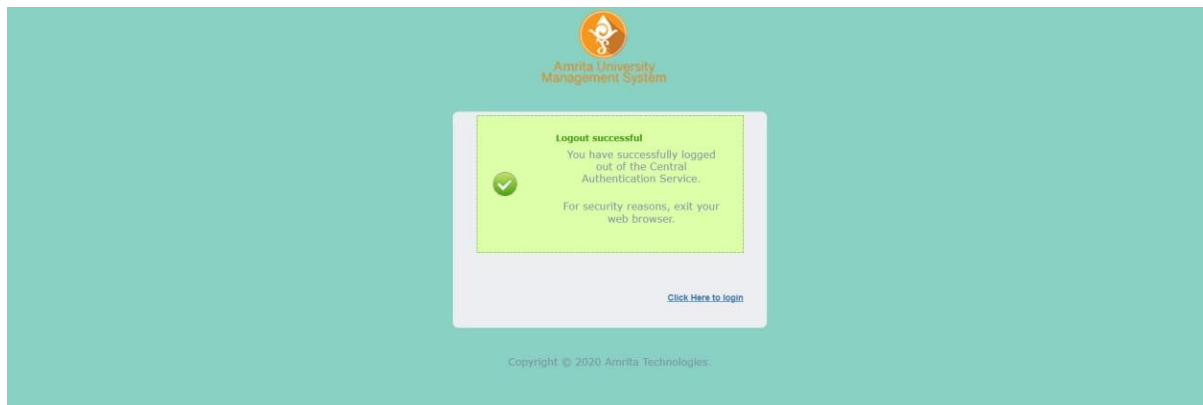 Amrita University
Management System
Logout successful
You have successfully logged
out of the Central
Authentication Service.
For security reasons, exit your
web browser.
Click Here to login
Copyright © 2020 Amrita Technologies.